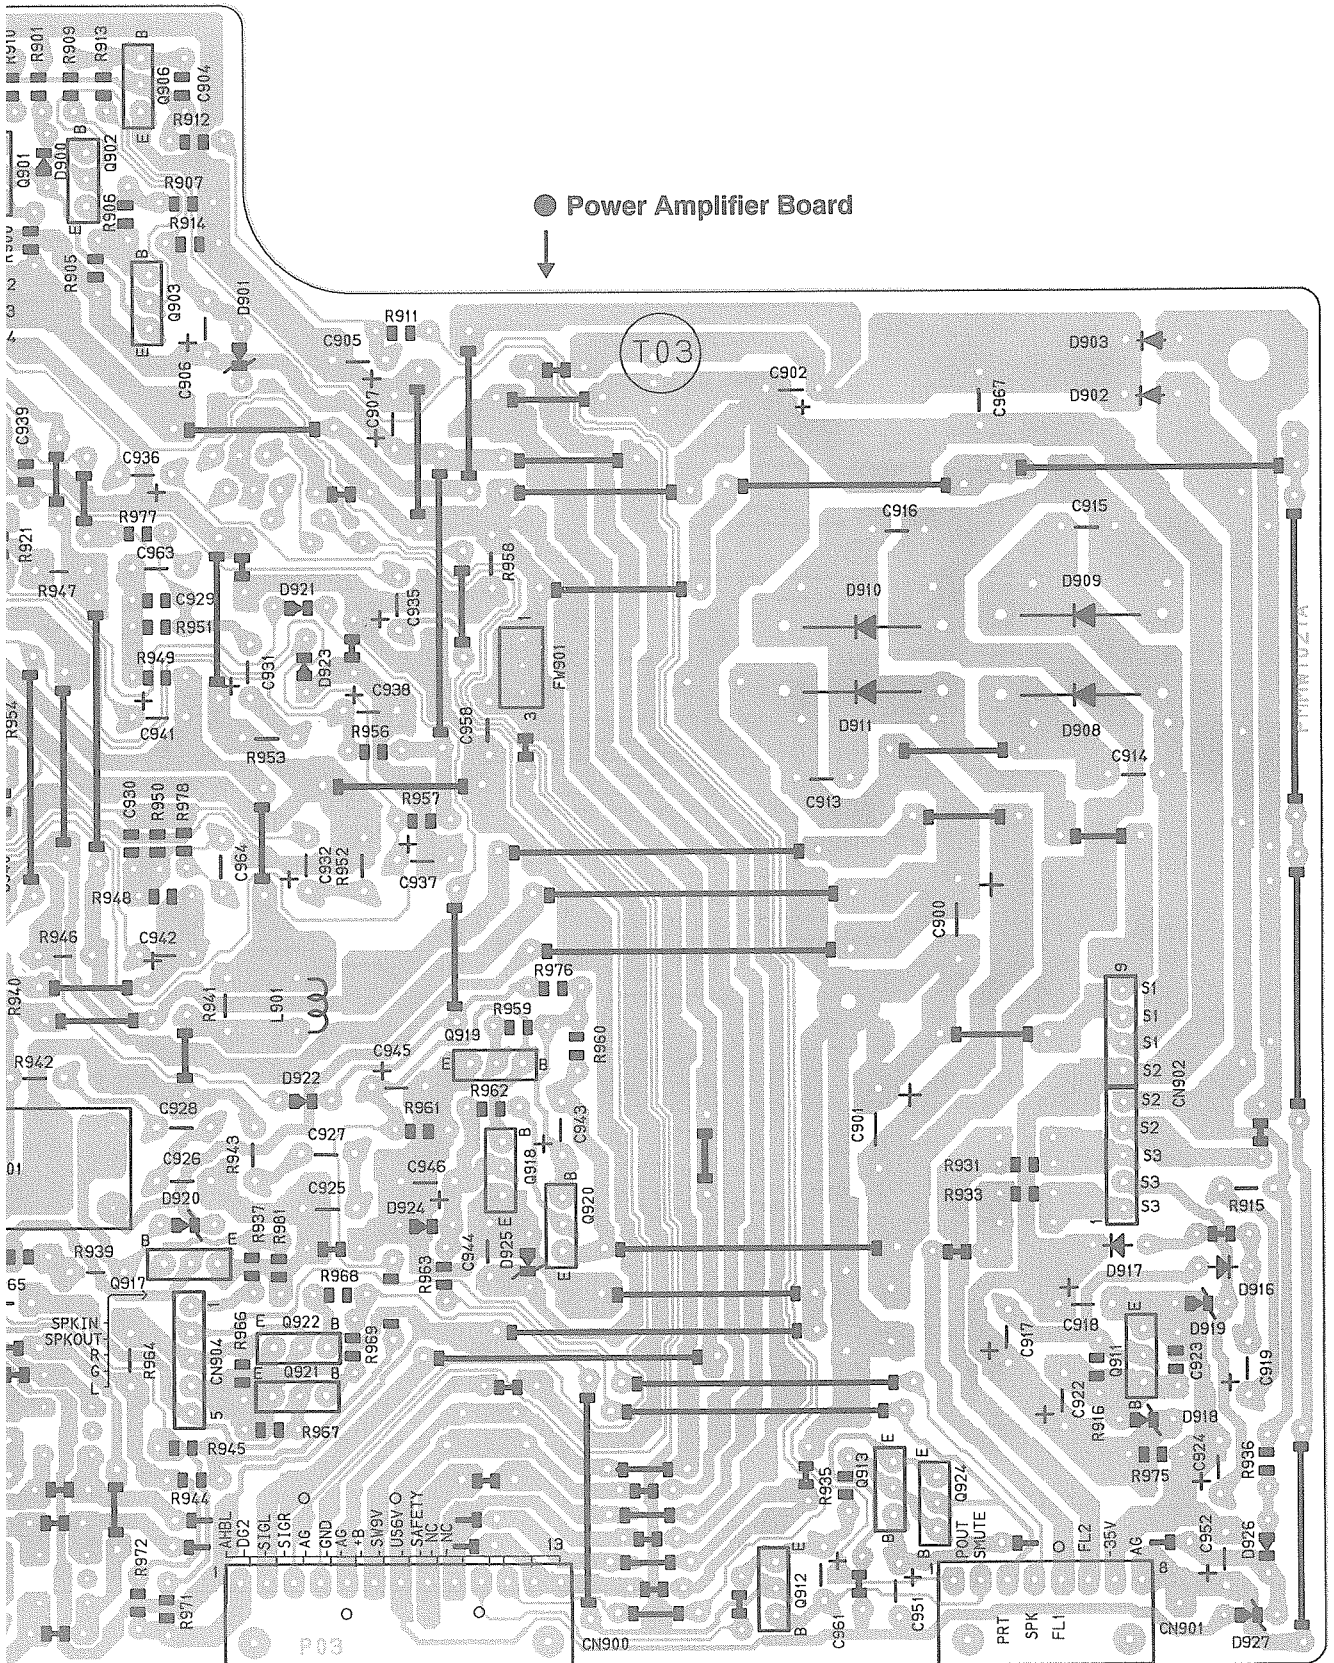 R910
R901
R909
R913
B
Q906
E
C904
R912
Q901
D900
B
Q902
E
R906
R907
R914
R905
B
Q903
E
D901
2
3
4
C906
● Power Amplifier Board
R911
C905
C907
T03
C902
C967
D903
D902
C939
C936
R977
R921
C963
R947
C929
R951
R949
D921
C935
R958
C931
D923
C938
C941
R953
R956
C958
1
FW901
3
R954
C916
C915
D910
D909
D911
D908
C914
C913
C930
R950
R978
R957
C964
C932
R952
C937
R948
R946
C942
C900
R940
R941
L901
R976
R959
Q919
E
B
R960
R942
C945
D922
R962
R961
C928
C943
C901
9
S1
S1
S1
S2
S2
S2
S3
S3
S3
1
CN902
01
C926
R943
C927
C946
B
Q918
E
B
Q920
E
R931
R933
R915
D920
C925
D924
C944
D925
R937
R981
B
E
Q917
R939
R968
R963
65
D917
D916
D919
SPKIN
SPKOUT
R
G
L
R964
1
CN904
5
R966
E
Q922
B
R969
E
Q921
B
R967
C918
C917
E
Q911
B
C923
C919
C922
R916
D918
R945
R944
R975
C924
R936
R935
Q913
E
B
E
Q924
B
AHBL
DG2
SIGL
SIGR
AG
GND
AG
+B
SW9V
US6V
SAFETY
NC
NC
1
13
R972
R971
P03
CN900
E
Q912
B
C961
C951
1
POUT
SMUTE
FL2
-35V
AG
8
C952
D926
PRT
SPK
FL1
CN901
D927